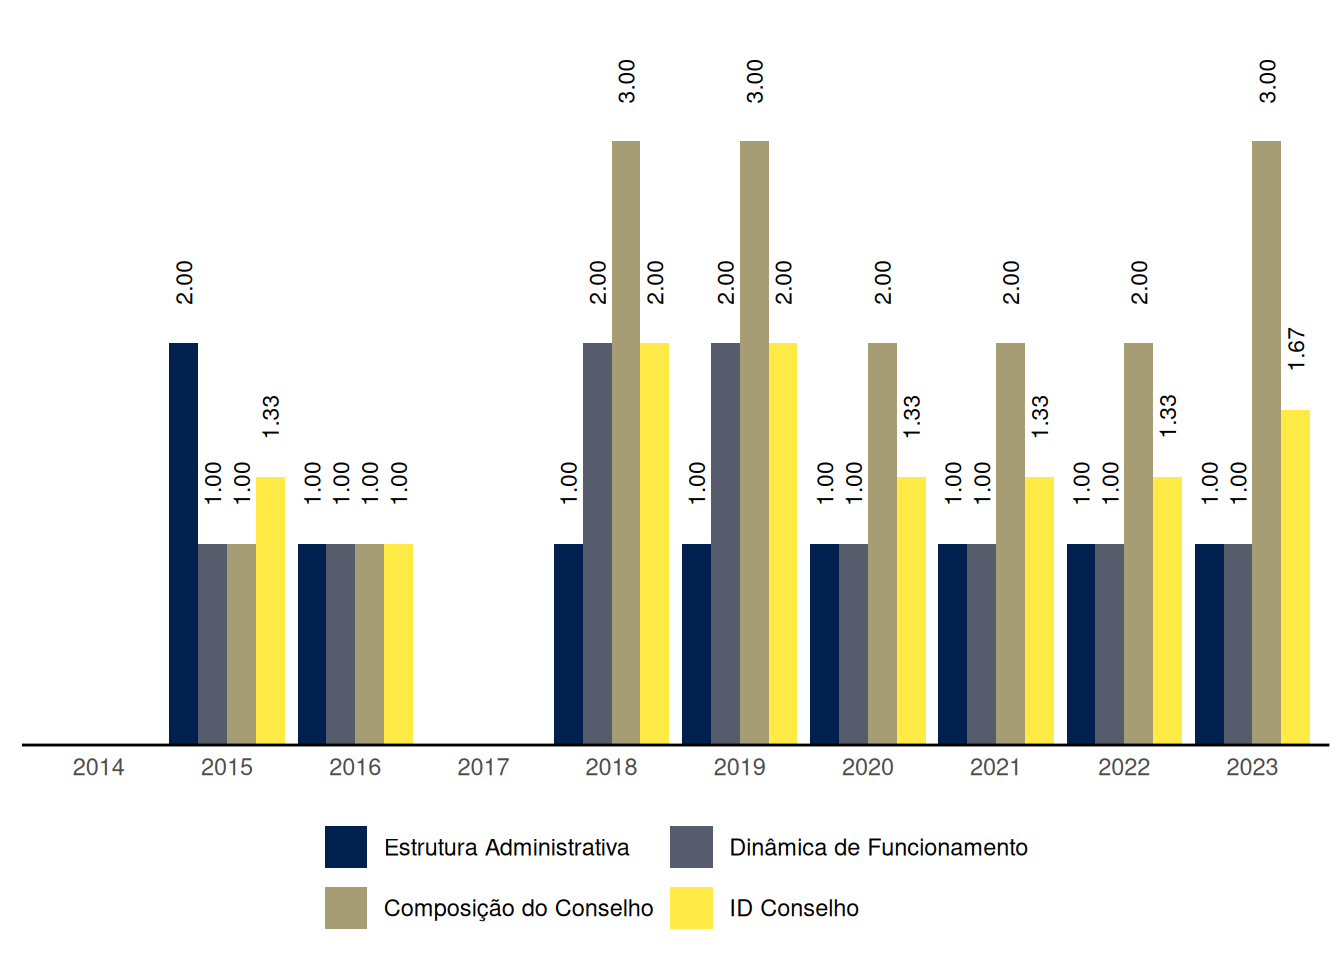 3.00 3.00 3.00
2.00 2.00 2.00 2.00 2.00 2.00 2.00 2.00
1.67
1.33 1.33 1.33 1.33
1.00 1.00 1.00 1.00 1.00 1.00 1.00 1.00 1.00 1.00 1.00 1.00 1.00 1.00 1.00 1.00
2014 2015 2016 2017 2018 2019 2020 2021 2022 2023
Estrutura Administrativa Dinâmica de Funcionamento
Composição do Conselho ID Conselho